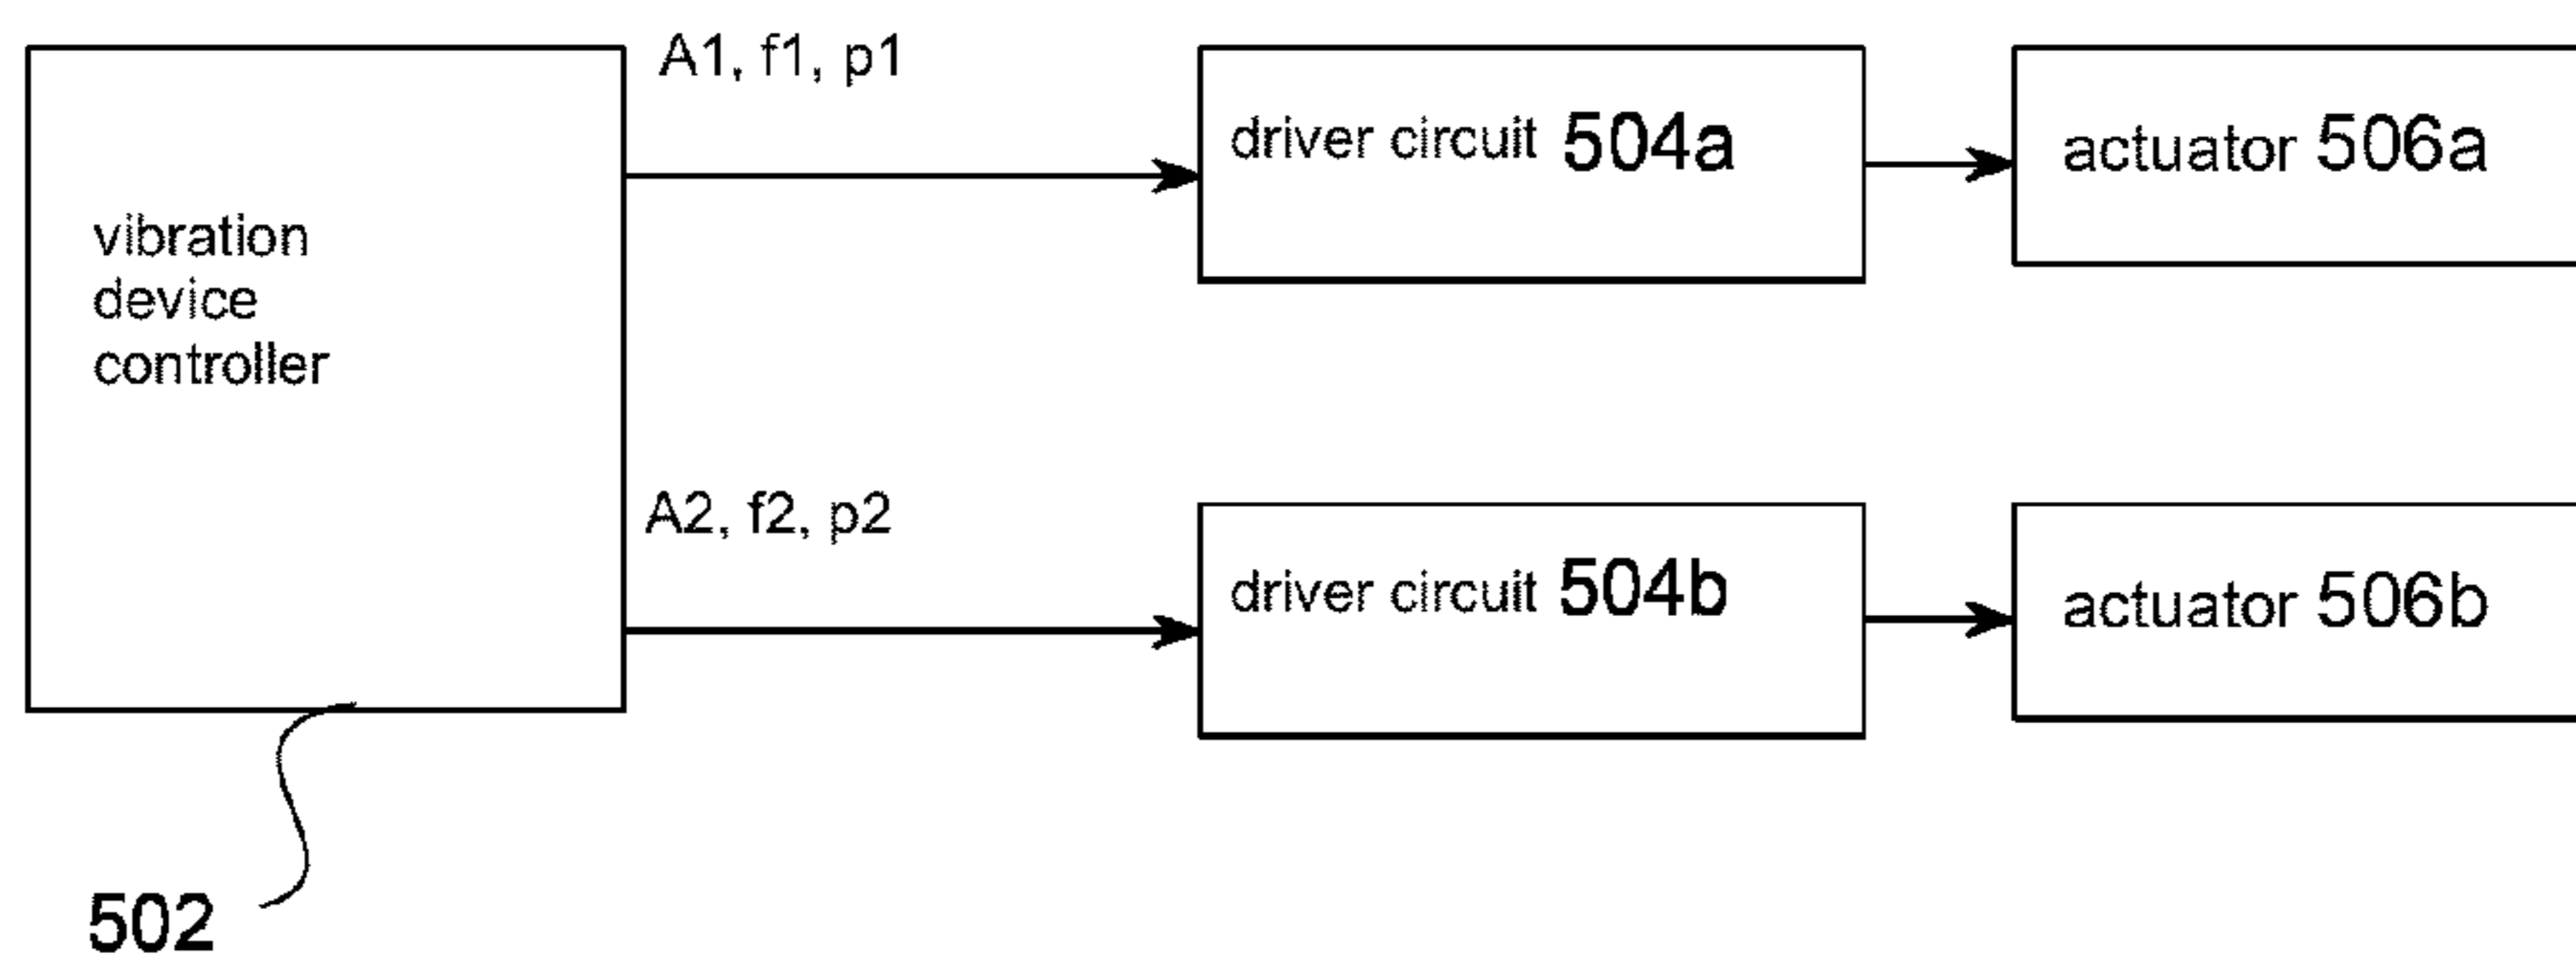 A1, f1, p1
driver circuit 504a
actuator 506a
vibration
device
controller
A2, f2, p2
driver circuit 504b
actuator 506b
502